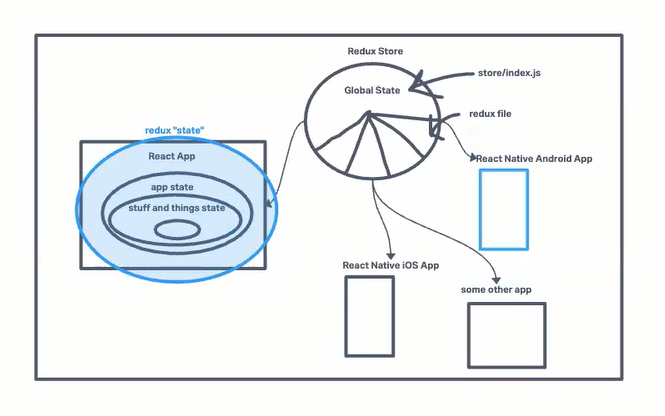 Redux Store
store/index.js
Global State
redux file
redux "state"
React App
React Native Android App
app state
stuff and things state
React Native iOS App
some other app